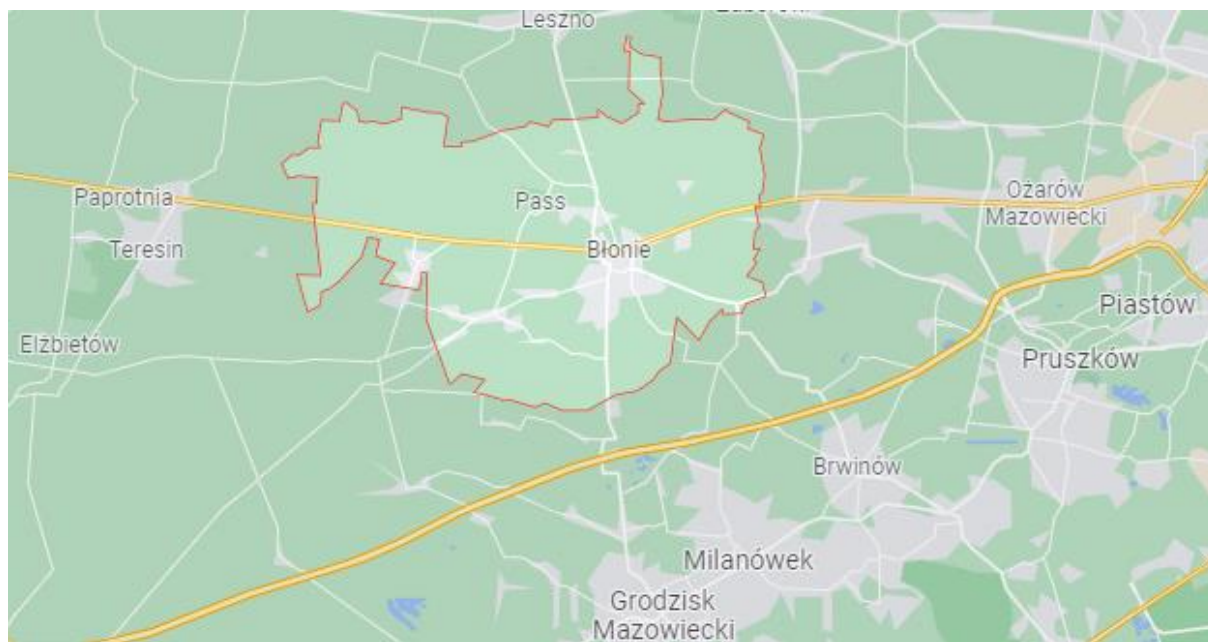 Leszno
Paprotnia
Pass
Ożarów
Mazowiecki
Teresin
Błonie
Piastów
Elżbietów
Pruszków
Brwinów
Milanówek
Grodzisk
Mazowiecki